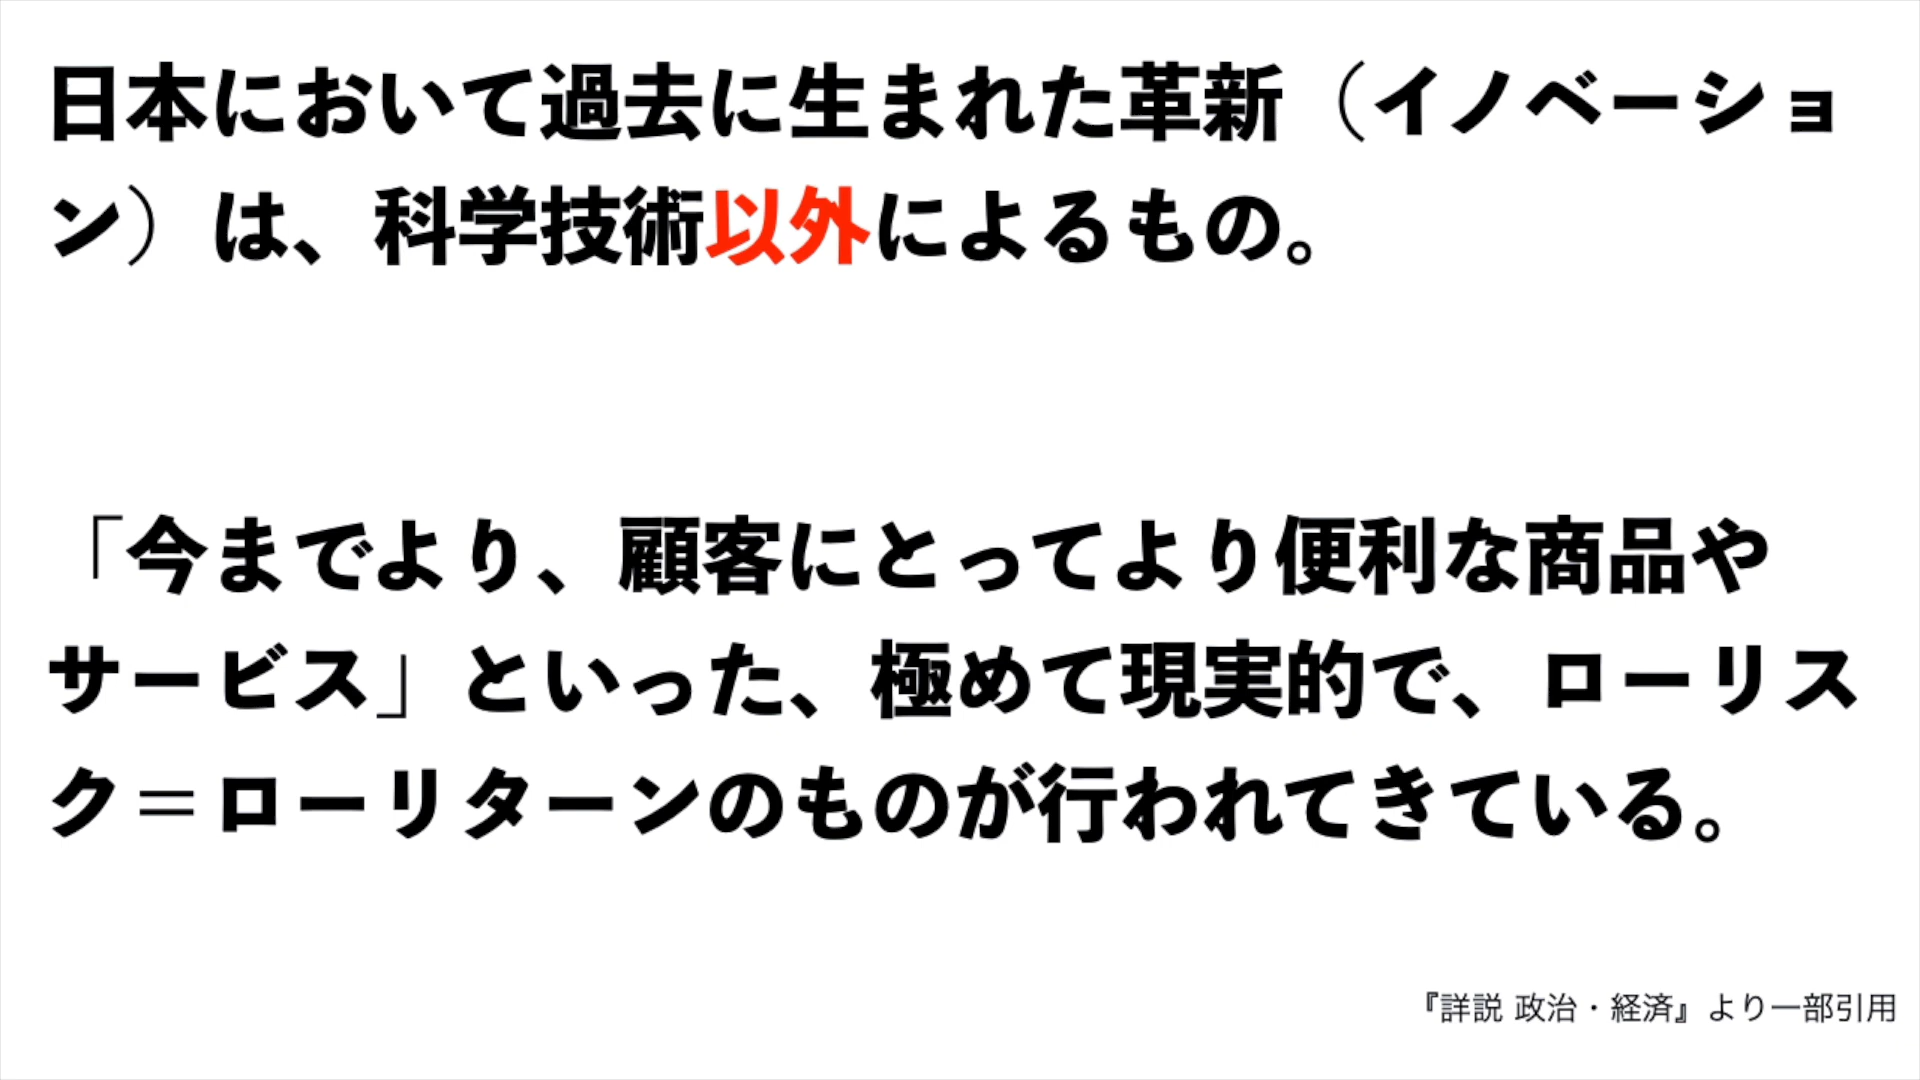 日本において過去に生まれた革新（イノベーショ
ン）は、科学技術以外によるもの。
「今までより、顧客にとってより便利な商品や
サービス」といった、極めて現実的で、ローリス
ク＝ローリターンのものが行われてきている。
『詳説 政治・経済』より一部引用